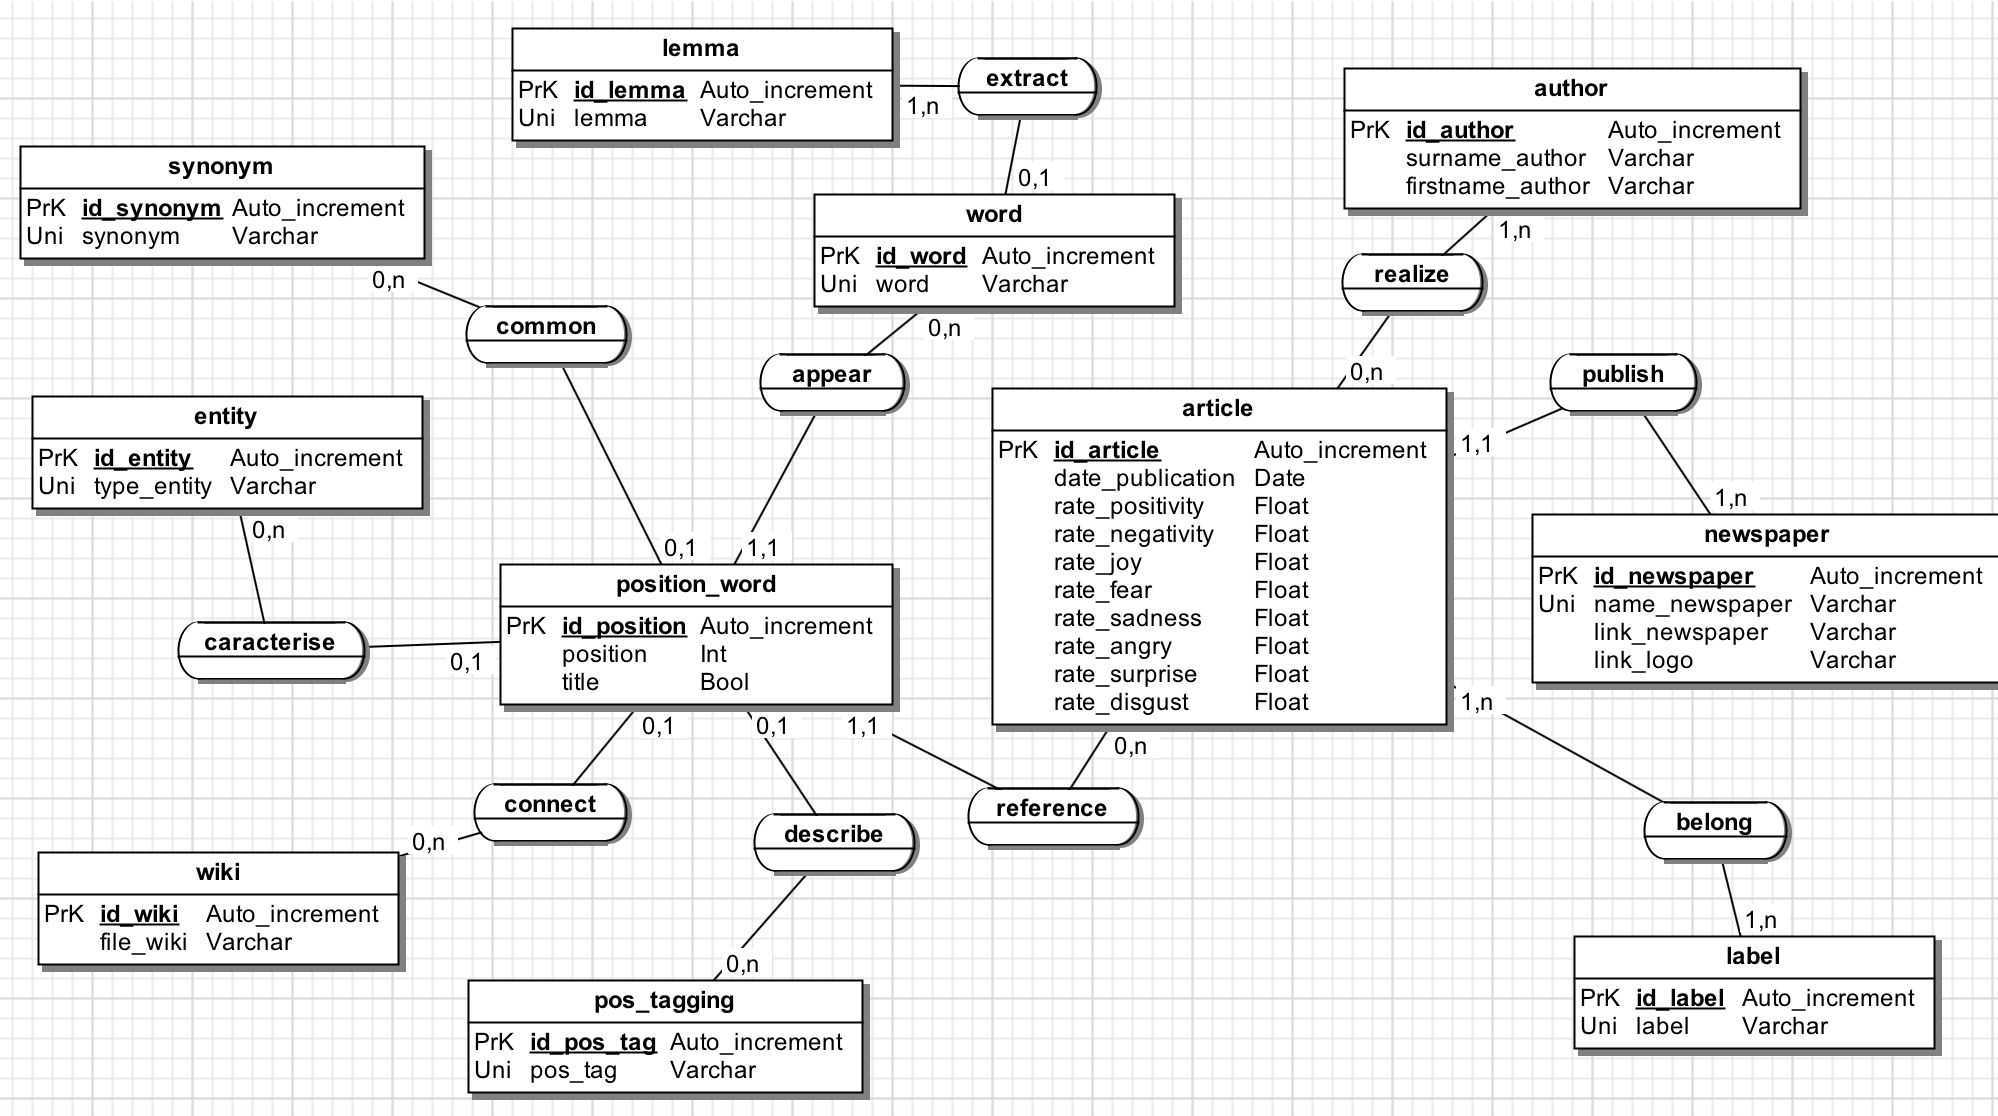 lemma
PrK id_lemma Auto_increment
Uni lemma Varchar
1,n
extract
0,1
author
PrK id_author Auto_increment
surname_author Varchar
firstname_author Varchar
1,n
synonym
PrK id_synonym Auto_increment
Uni synonym Varchar
0,n
common
0,1
word
PrK id_word Auto_increment
Uni word Varchar
0,n
appear
1,1
realize
0,n
publish
1,1
1,n
entity
PrK id_entity Auto_increment
Uni type_entity Varchar
0,n
caracterise
0,1
article
PrK id_article Auto_increment
date_publication Date
rate_positivity Float
rate_negativity Float
rate_joy Float
rate_fear Float
rate_sadness Float
rate_angry Float
rate_surprise Float
rate_disgust Float
newspaper
PrK id_newspaper Auto_increment
Uni name_newspaper Varchar
link_newspaper Varchar
link_logo Varchar
position_word
PrK id_position Auto_increment
position Int
title Bool
0,1
0,1
1,1
0,n
1,n
connect
describe
reference
belong
0,n
wiki
PrK id_wiki Auto_increment
file_wiki Varchar
0,n
pos_tagging
PrK id_pos_tag Auto_increment
Uni pos_tag Varchar
1,n
label
PrK id_label Auto_increment
Uni label Varchar